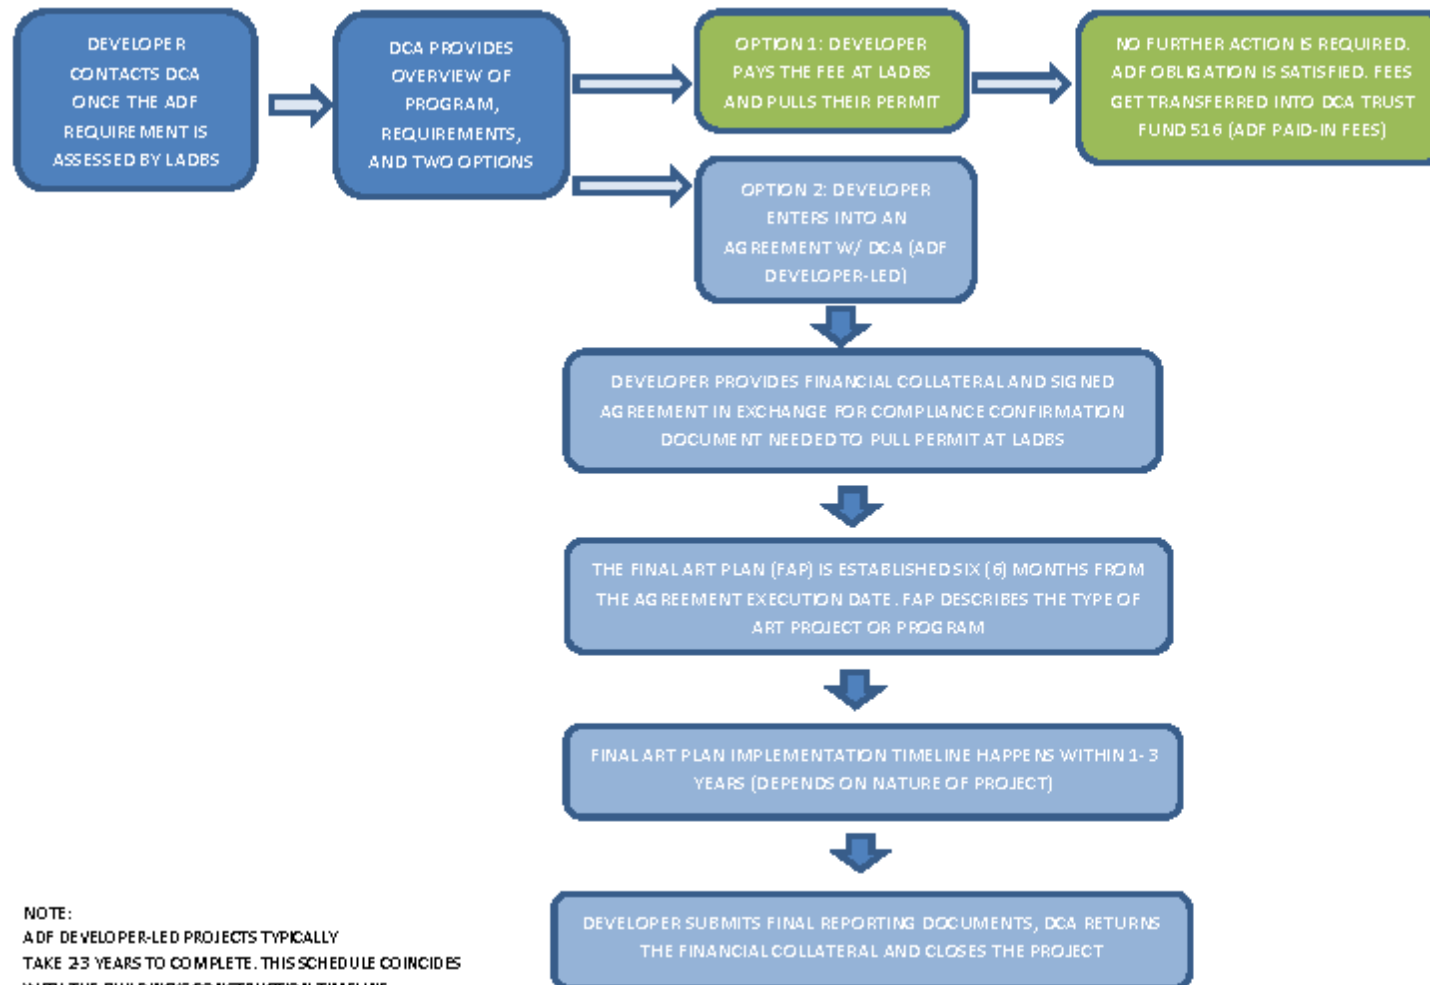 DEVELOPER
CONTACTS DCA
ONCE THE ADF
REQUIREMENT IS
ASSESSED BY LADBS
DCA PROVIDES
OVERVIEW OF
PROGRAM,
REQUIREMENTS,
AND TWO OPTIONS
OPTION 1: DEVELOPER
PAYS THE FEE AT LADBS
AND PULLS THEIR PERMIT
NO FURTHER ACTION IS REQUIRED.
ADF OBLIGATION IS SATISFIED. FEES
GET TRANSFERRED INTO DCA TRUST
FUND 516 (ADF PAID-IN FEES)
OPTION 2: DEVELOPER
ENTERS INTO AN
AGREEMENT W/ DCA (ADF
DEVELOPER-LED)
DEVELOPER PROVIDES FINANCIAL COLLATERAL AND SIGNED
AGREEMENT IN EXCHANGE FOR COMPLIANCE CONFIRMATION
DOCUMENT NEEDED TO PULL PERMIT AT LADBS
THE FINAL ART PLAN (FAP) IS ESTABLISHED SIX (6) MONTHS FROM
THE AGREEMENT EXECUTION DATE. FAP DESCRIBES THE TYPE OF
ART PROJECT OR PROGRAM
FINAL ART PLAN IMPLEMENTATION TIMELINE HAPPENS WITHIN 1-3
YEARS (DEPENDS ON NATURE OF PROJECT)
DEVELOPER SUBMITS FINAL REPORTING DOCUMENTS, DCA RETURNS
THE FINANCIAL COLLATERAL AND CLOSES THE PROJECT
NOTE:
ADF DEVELOPER-LED PROJECTS TYPICALLY
TAKE 2-3 YEARS TO COMPLETE. THIS SCHEDULE COINCIDES
WITH THE BUILDING'S CONSTRUCTION TIMELINE